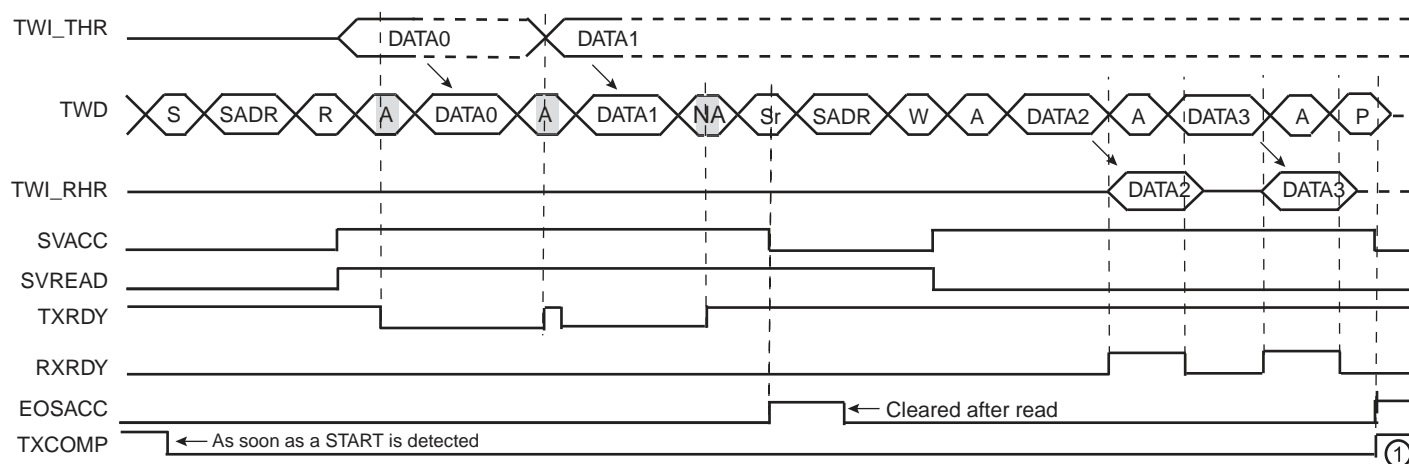 TWI_THR DATA0 DATA1
TWD S SADR R A DATA0 A DATA1 NA Sr SADR W A DATA2 A DATA3 A P
TWI_RHR DATA2 DATA3
SVACC
SVREAD
TXRDY
RXRDY
EOSACC Cleared after read
TXCOMP As soon as a START is detected 1